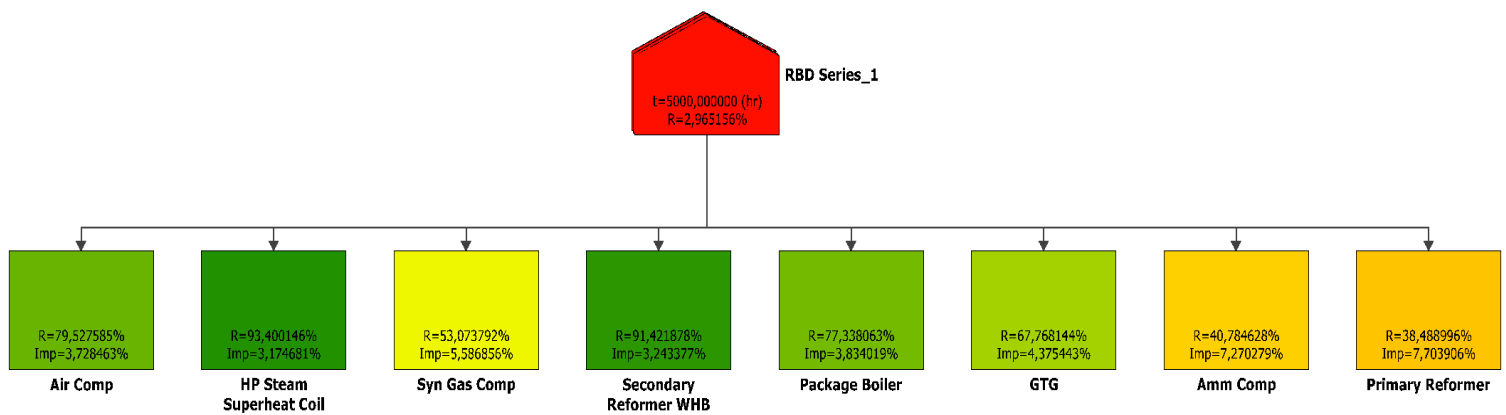 RBD Series_1
t=5000,000000 (hr)
R=2,965156%
R=79,527585%
Imp=3,728463%
Air Comp
R=93,400146%
Imp=3,174681%
HP Steam
Superheat Coil
R=53,073792%
Imp=5,586856%
Syn Gas Comp
R=91,421878%
Imp=3,243377%
Secondary
Reformer WHB
R=77,338063%
Imp=3,834019%
Package Boiler
R=67,768144%
Imp=4,375443%
GTG
R=40,784628%
Imp=7,270279%
Amm Comp
R=38,488996%
Imp=7,703906%
Primary Reformer